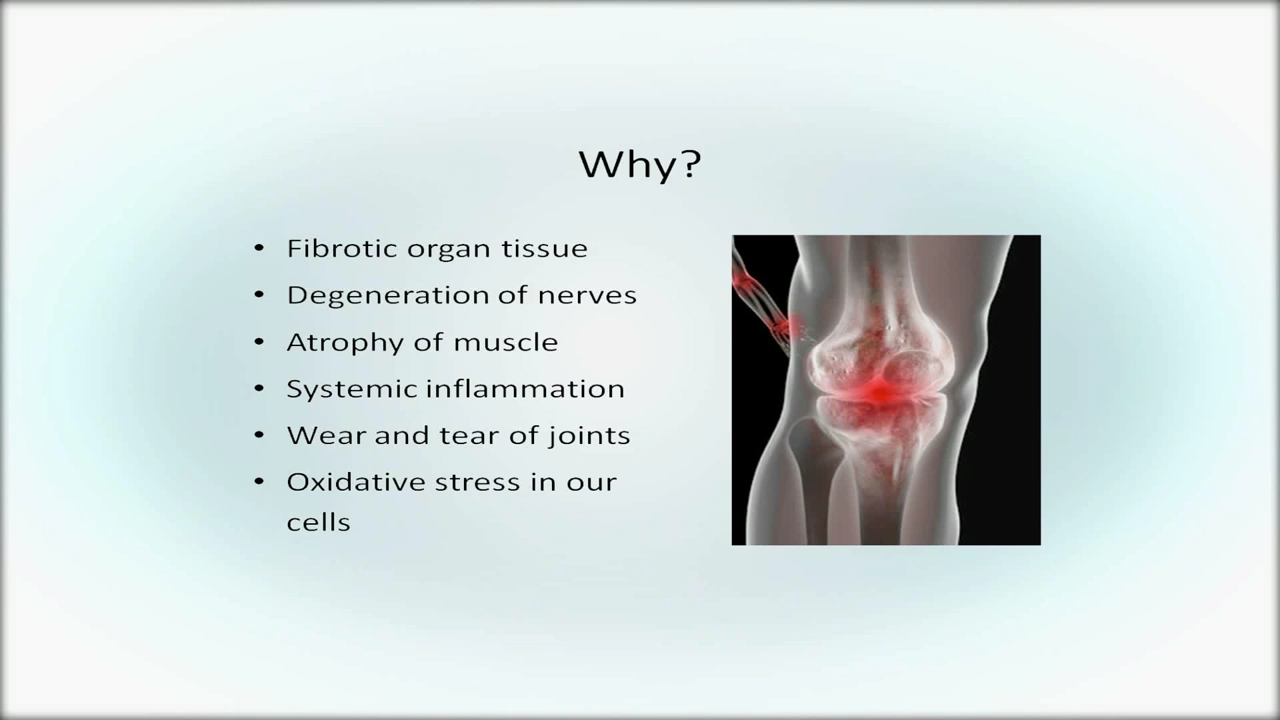 Why?
• Fibrotic organ tissue
• Degeneration of nerves
• Atrophy of muscle
• Systemic inflammation
• Wear and tear of joints
• Oxidative stress in our
cells